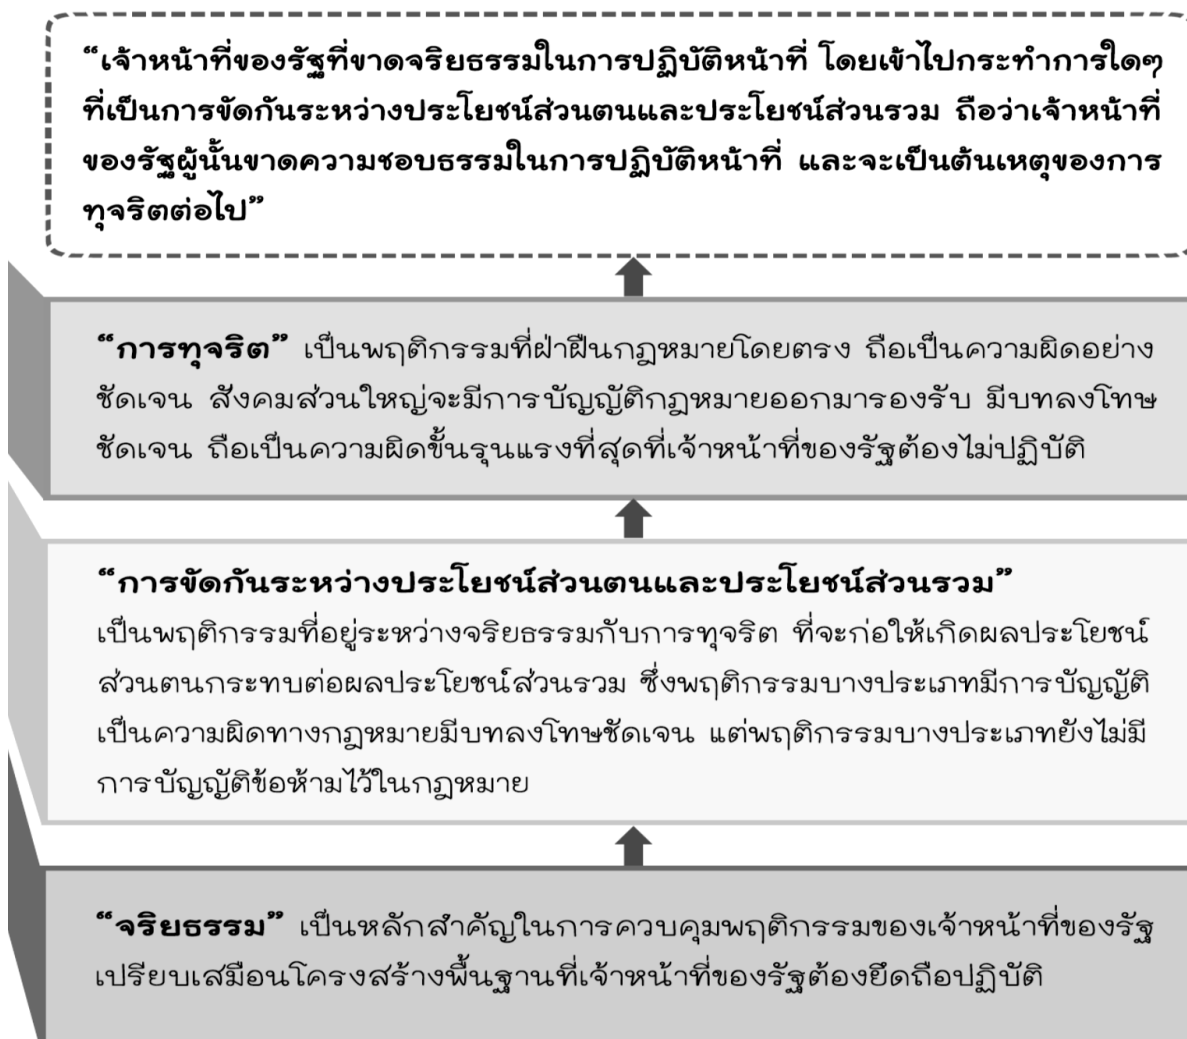 “เจ้าหน้าที่ของรัฐที่ขาดจริยธรรมในการปฏิบัติหน้าที่ โดยเข้าไปกระทำการใดๆ
ที่เป็นการขัดกันระหว่างประโยชน์ส่วนตนและประโยชน์ส่วนรวม ถือว่าเจ้าหน้าที่
ของรัฐผู้นั้นขาดความชอบธรรมในการปฏิบัติหน้าที่ และจะเป็นต้นเหตุของการ
ทุจริตต่อไป”
“การทุจริต” เป็นพฤติกรรมที่ฝ่าฝืนกฎหมายโดยตรง ถือเป็นความผิดอย่าง
ชัดเจน สังคมส่วนใหญ่จะมีการบัญญัติกฎหมายออกมารองรับ มีบทลงโทษ
ชัดเจน ถือเป็นความผิดขั้นรุนแรงที่สุดที่เจ้าหน้าที่ของรัฐต้องไม่ปฏิบัติ
“การขัดกันระหว่างประโยชน์ส่วนตนและประโยชน์ส่วนรวม”
เป็นพฤติกรรมที่อยู่ระหว่างจริยธรรมกับการทุจริต ที่จะก่อให้เกิดผลประโยชน์
ส่วนตนกระทบต่อผลประโยชน์ส่วนรวม ซึ่งพฤติกรรมบางประเภทมีการบัญญัติ
เป็นความผิดทางกฎหมายมีบทลงโทษชัดเจน แต่พฤติกรรมบางประเภทยังไม่มี
การบัญญัติข้อห้ามไว้ในกฎหมาย
“จริยธรรม” เป็นหลักสำคัญในการควบคุมพฤติกรรมของเจ้าหน้าที่ของรัฐ
เปรียบเสมือนโครงสร้างพื้นฐานที่เจ้าหน้าที่ของรัฐต้องยึดถือปฏิบัติ